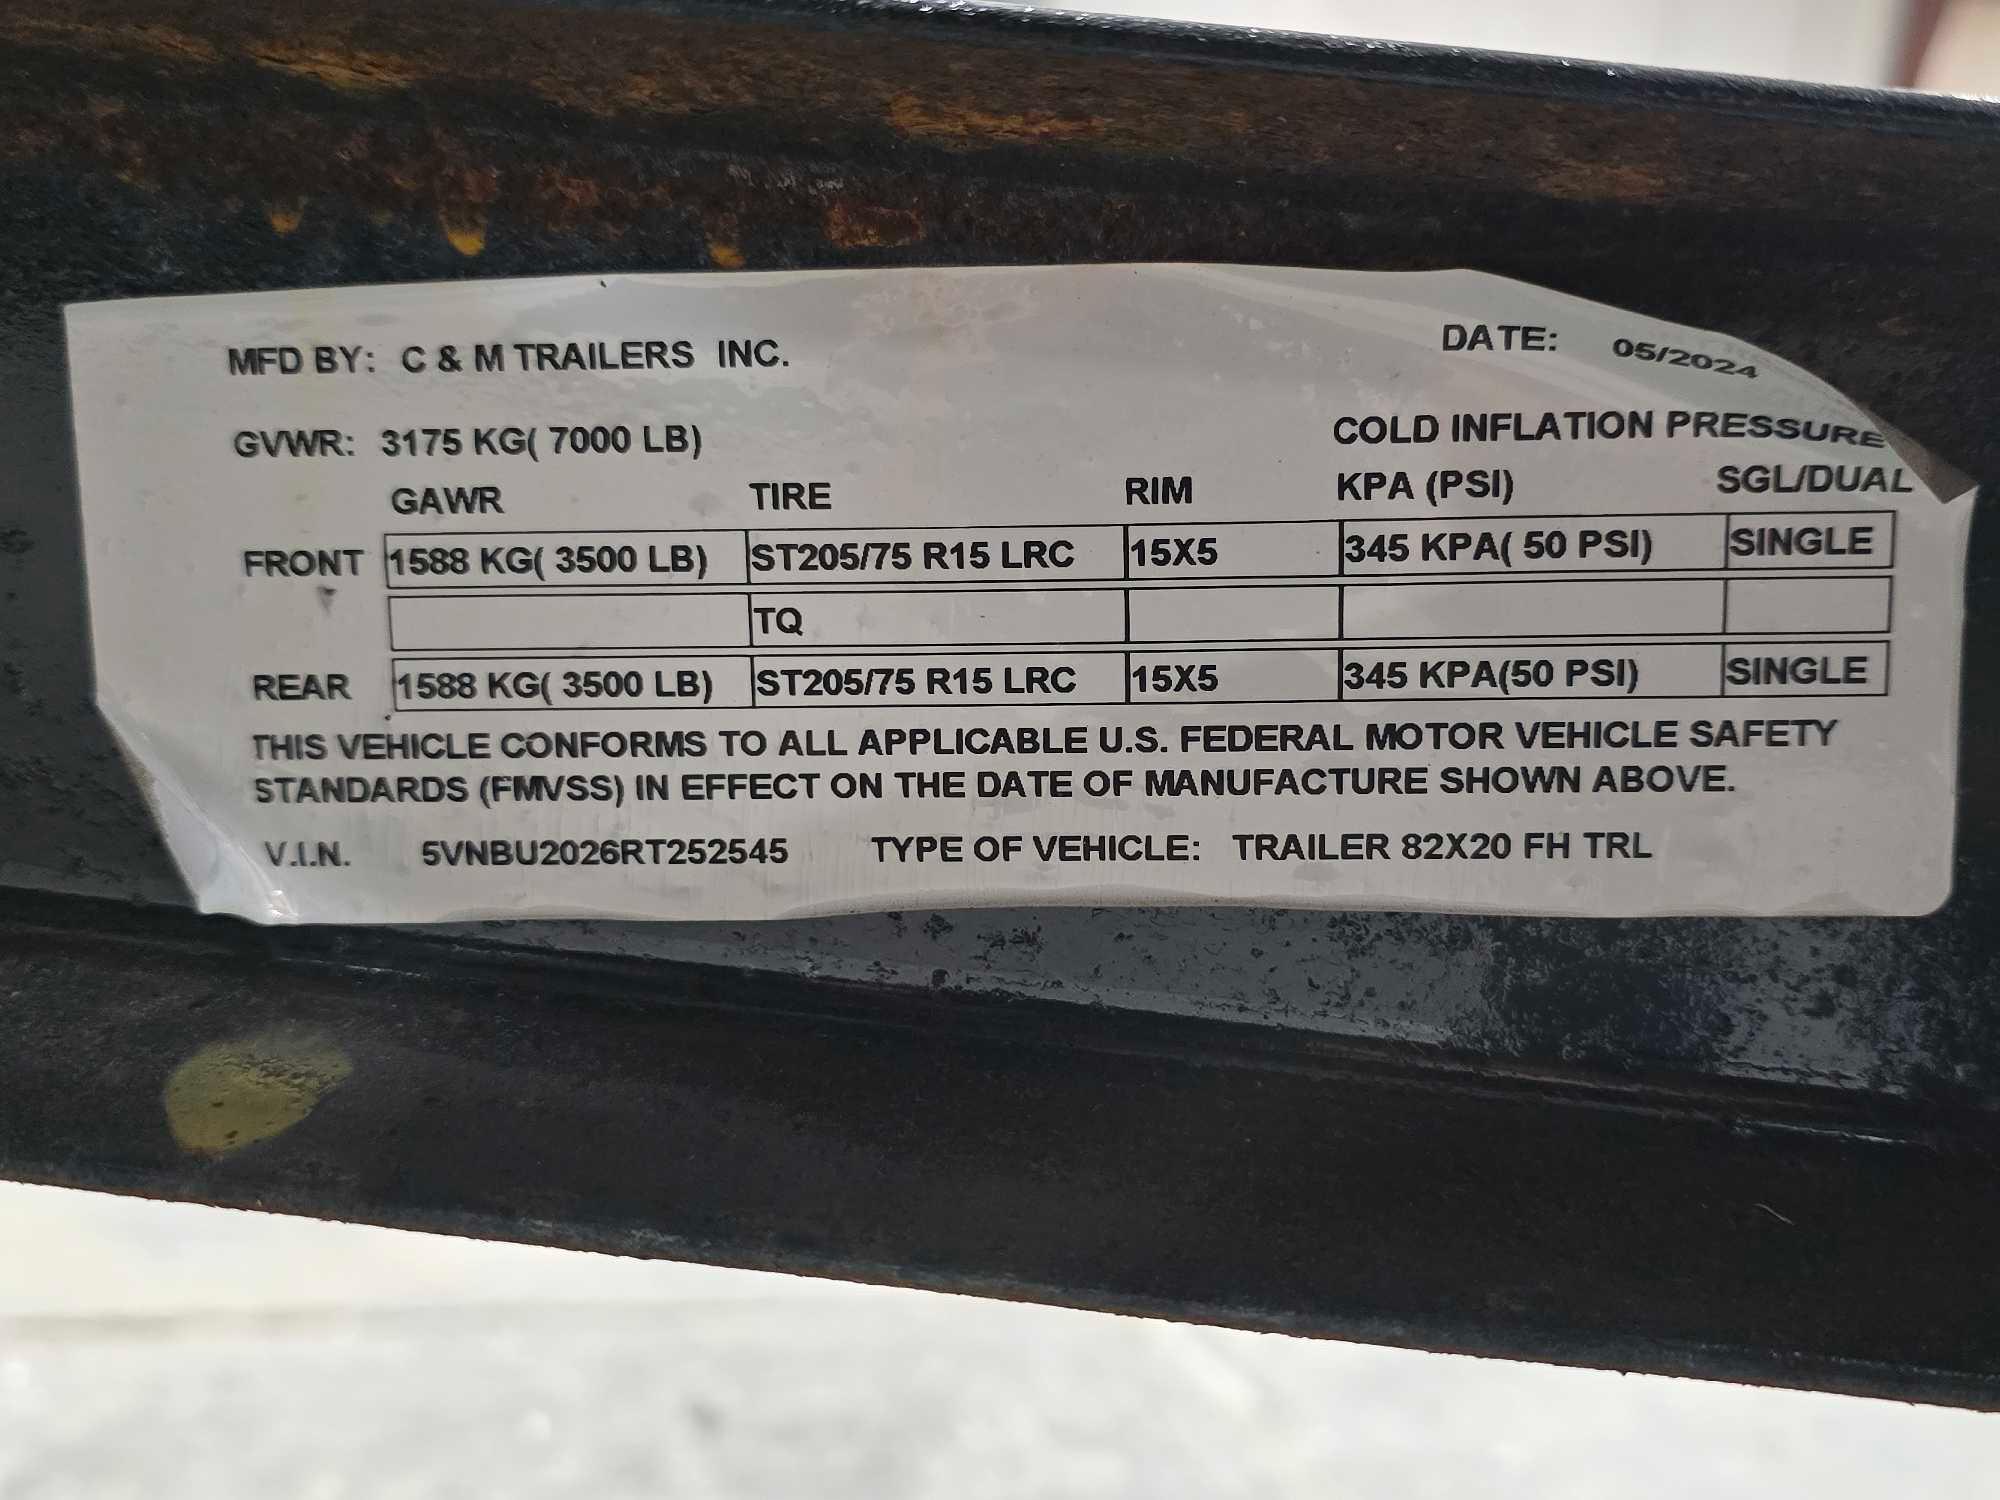 MFD BY: C & M TRAILERS INC. DATE: 05/2024
GVWR: 3175 KG( 7000 LB) COLD INFLATION PRESSURE
GAWR TIRE RIM KPA (PSI) SGL/DUAL
FRONT 1588 KG( 3500 LB) ST205/75 R15 LRC 15X5 345 KPA( 50 PSI) SINGLE
TQ
REAR 1588 KG( 3500 LB) ST205/75 R15 LRC 15X5 345 KPA(50 PSI) SINGLE
THIS VEHICLE CONFORMS TO ALL APPLICABLE U.S. FEDERAL MOTOR VEHICLE SAFETY
STANDARDS (FMVSS) IN EFFECT ON THE DATE OF MANUFACTURE SHOWN ABOVE.
V.I.N. 5VNBU2026RT252545 TYPE OF VEHICLE: TRAILER 82X20 FH TRL